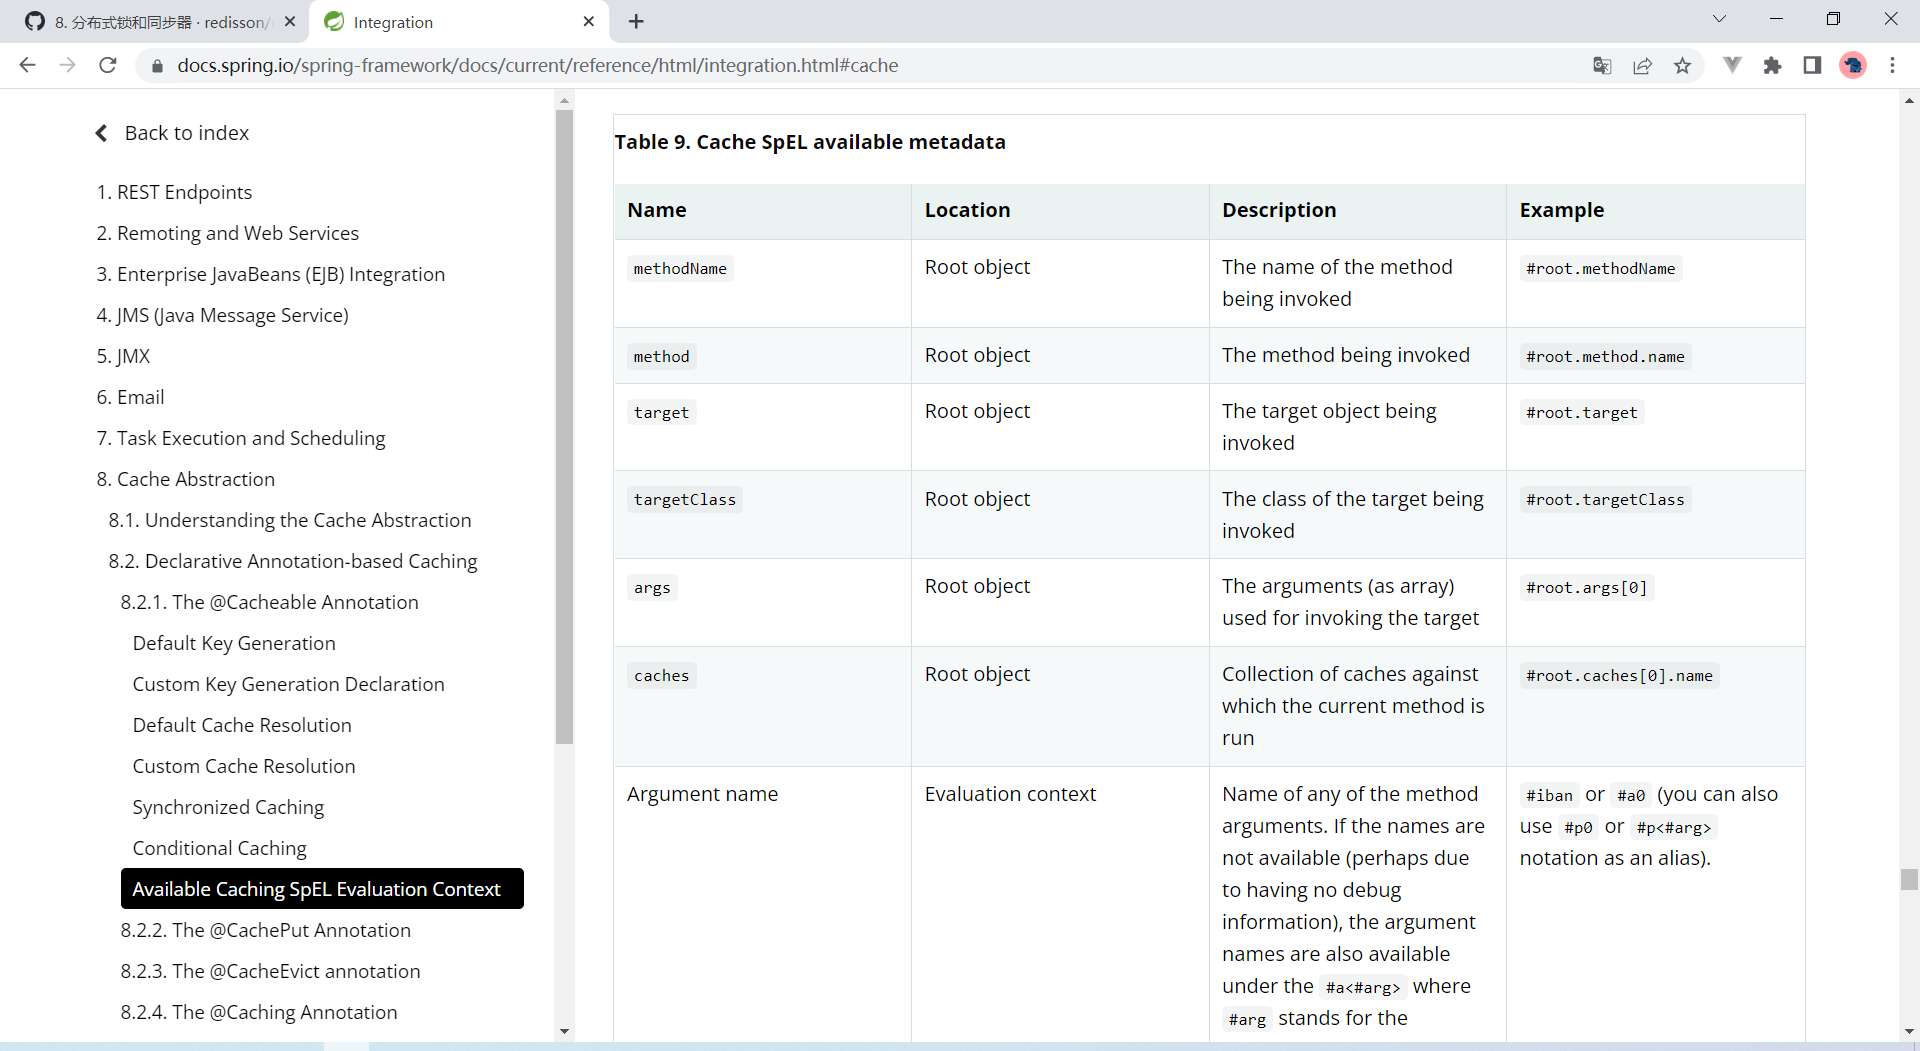 8. 分布式锁和同步器 · redisson/
Integration
docs.spring.io/spring-framework/docs/current/reference/html/integration.html#cache
Back to index
1. REST Endpoints
2. Remoting and Web Services
3. Enterprise JavaBeans (EJB) Integration
4. JMS (Java Message Service)
5. JMX
6. Email
7. Task Execution and Scheduling
8. Cache Abstraction
8.1. Understanding the Cache Abstraction
8.2. Declarative Annotation-based Caching
8.2.1. The @Cacheable Annotation
Default Key Generation
Custom Key Generation Declaration
Default Cache Resolution
Custom Cache Resolution
Synchronized Caching
Conditional Caching
Available Caching SpEL Evaluation Context
8.2.2. The @CachePut Annotation
8.2.3. The @CacheEvict annotation
8.2.4. The @Caching Annotation
Table 9. Cache SpEL available metadata
Name Location Description Example
methodName Root object The name of the method #root.methodName
being invoked
method Root object The method being invoked #root.method.name
target Root object The target object being #root.target
invoked
targetClass Root object The class of the target being #root.targetClass
invoked
args Root object The arguments (as array) #root.args[0]
used for invoking the target
caches Root object Collection of caches against #root.caches[0].name
which the current method is
run
Argument name Evaluation context Name of any of the method #iban or #a0 (you can also
arguments. If the names are use #p0 or #p<#arg>
not available (perhaps due notation as an alias).
to having no debug
information), the argument
names are also available
under the #a<#arg> where
#arg stands for the